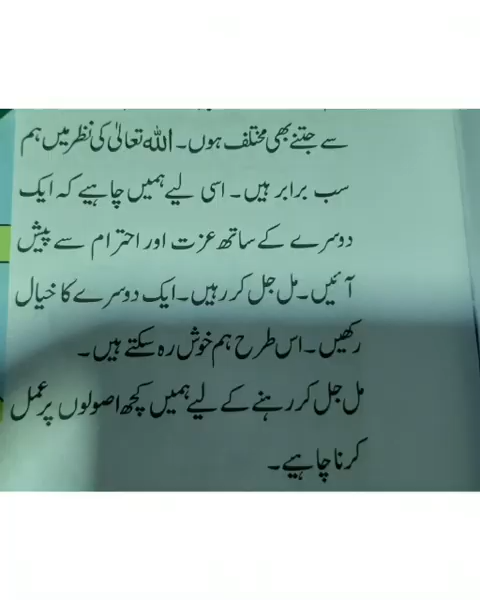 سے جتنے بھی مختلف ہوں۔ اللہ تعالیٰ کی نظر میں ہم
سب برابر ہیں۔ اسی لیے ہمیں چاہیے کہ ایک
دوسرے کے ساتھ عزت اور احترام سے پیش
آئیں۔ مل جل کر رہیں۔ ایک دوسرے کا خیال
رکھیں۔ اس طرح ہم خوش رہ سکتے ہیں۔
مل جل کر رہنے کے لیے ہمیں کچھ اصولوں پر عمل
کرنا چاہیے۔